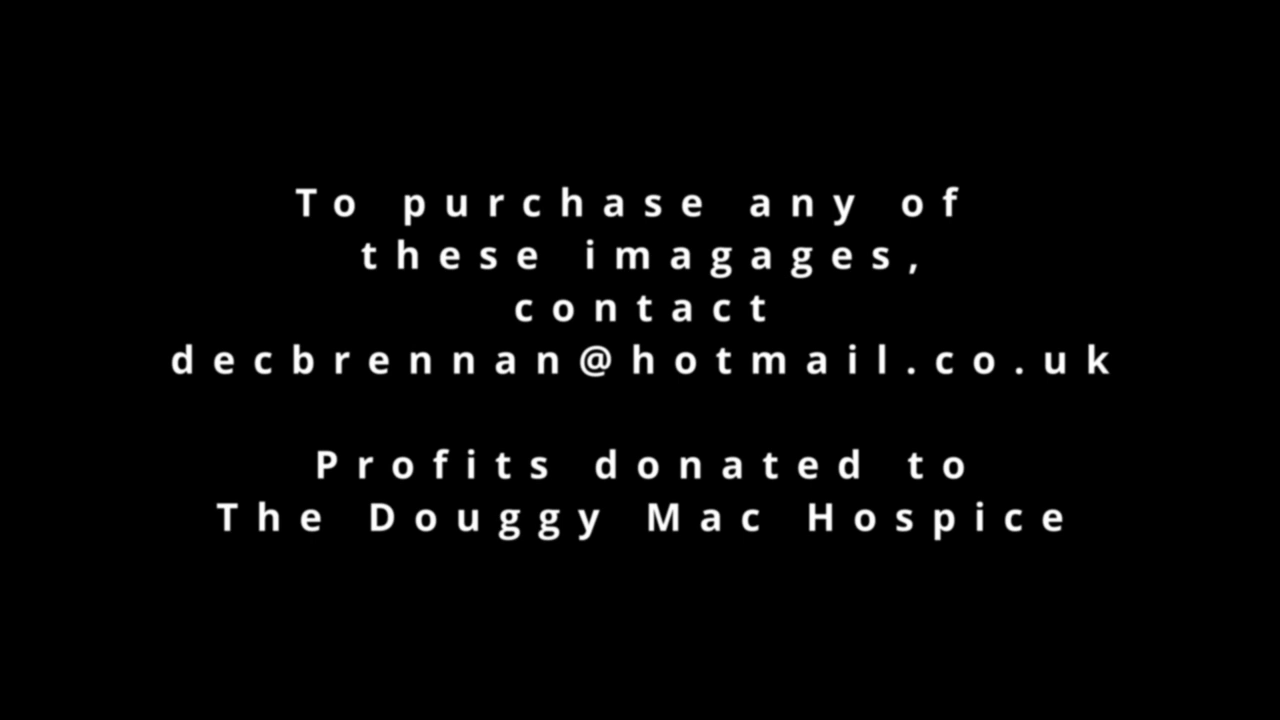 To purchase any of
these imagages,
contact
decbrennan@hotmail.co.uk
Profits donated to
The Douggy Mac Hospice